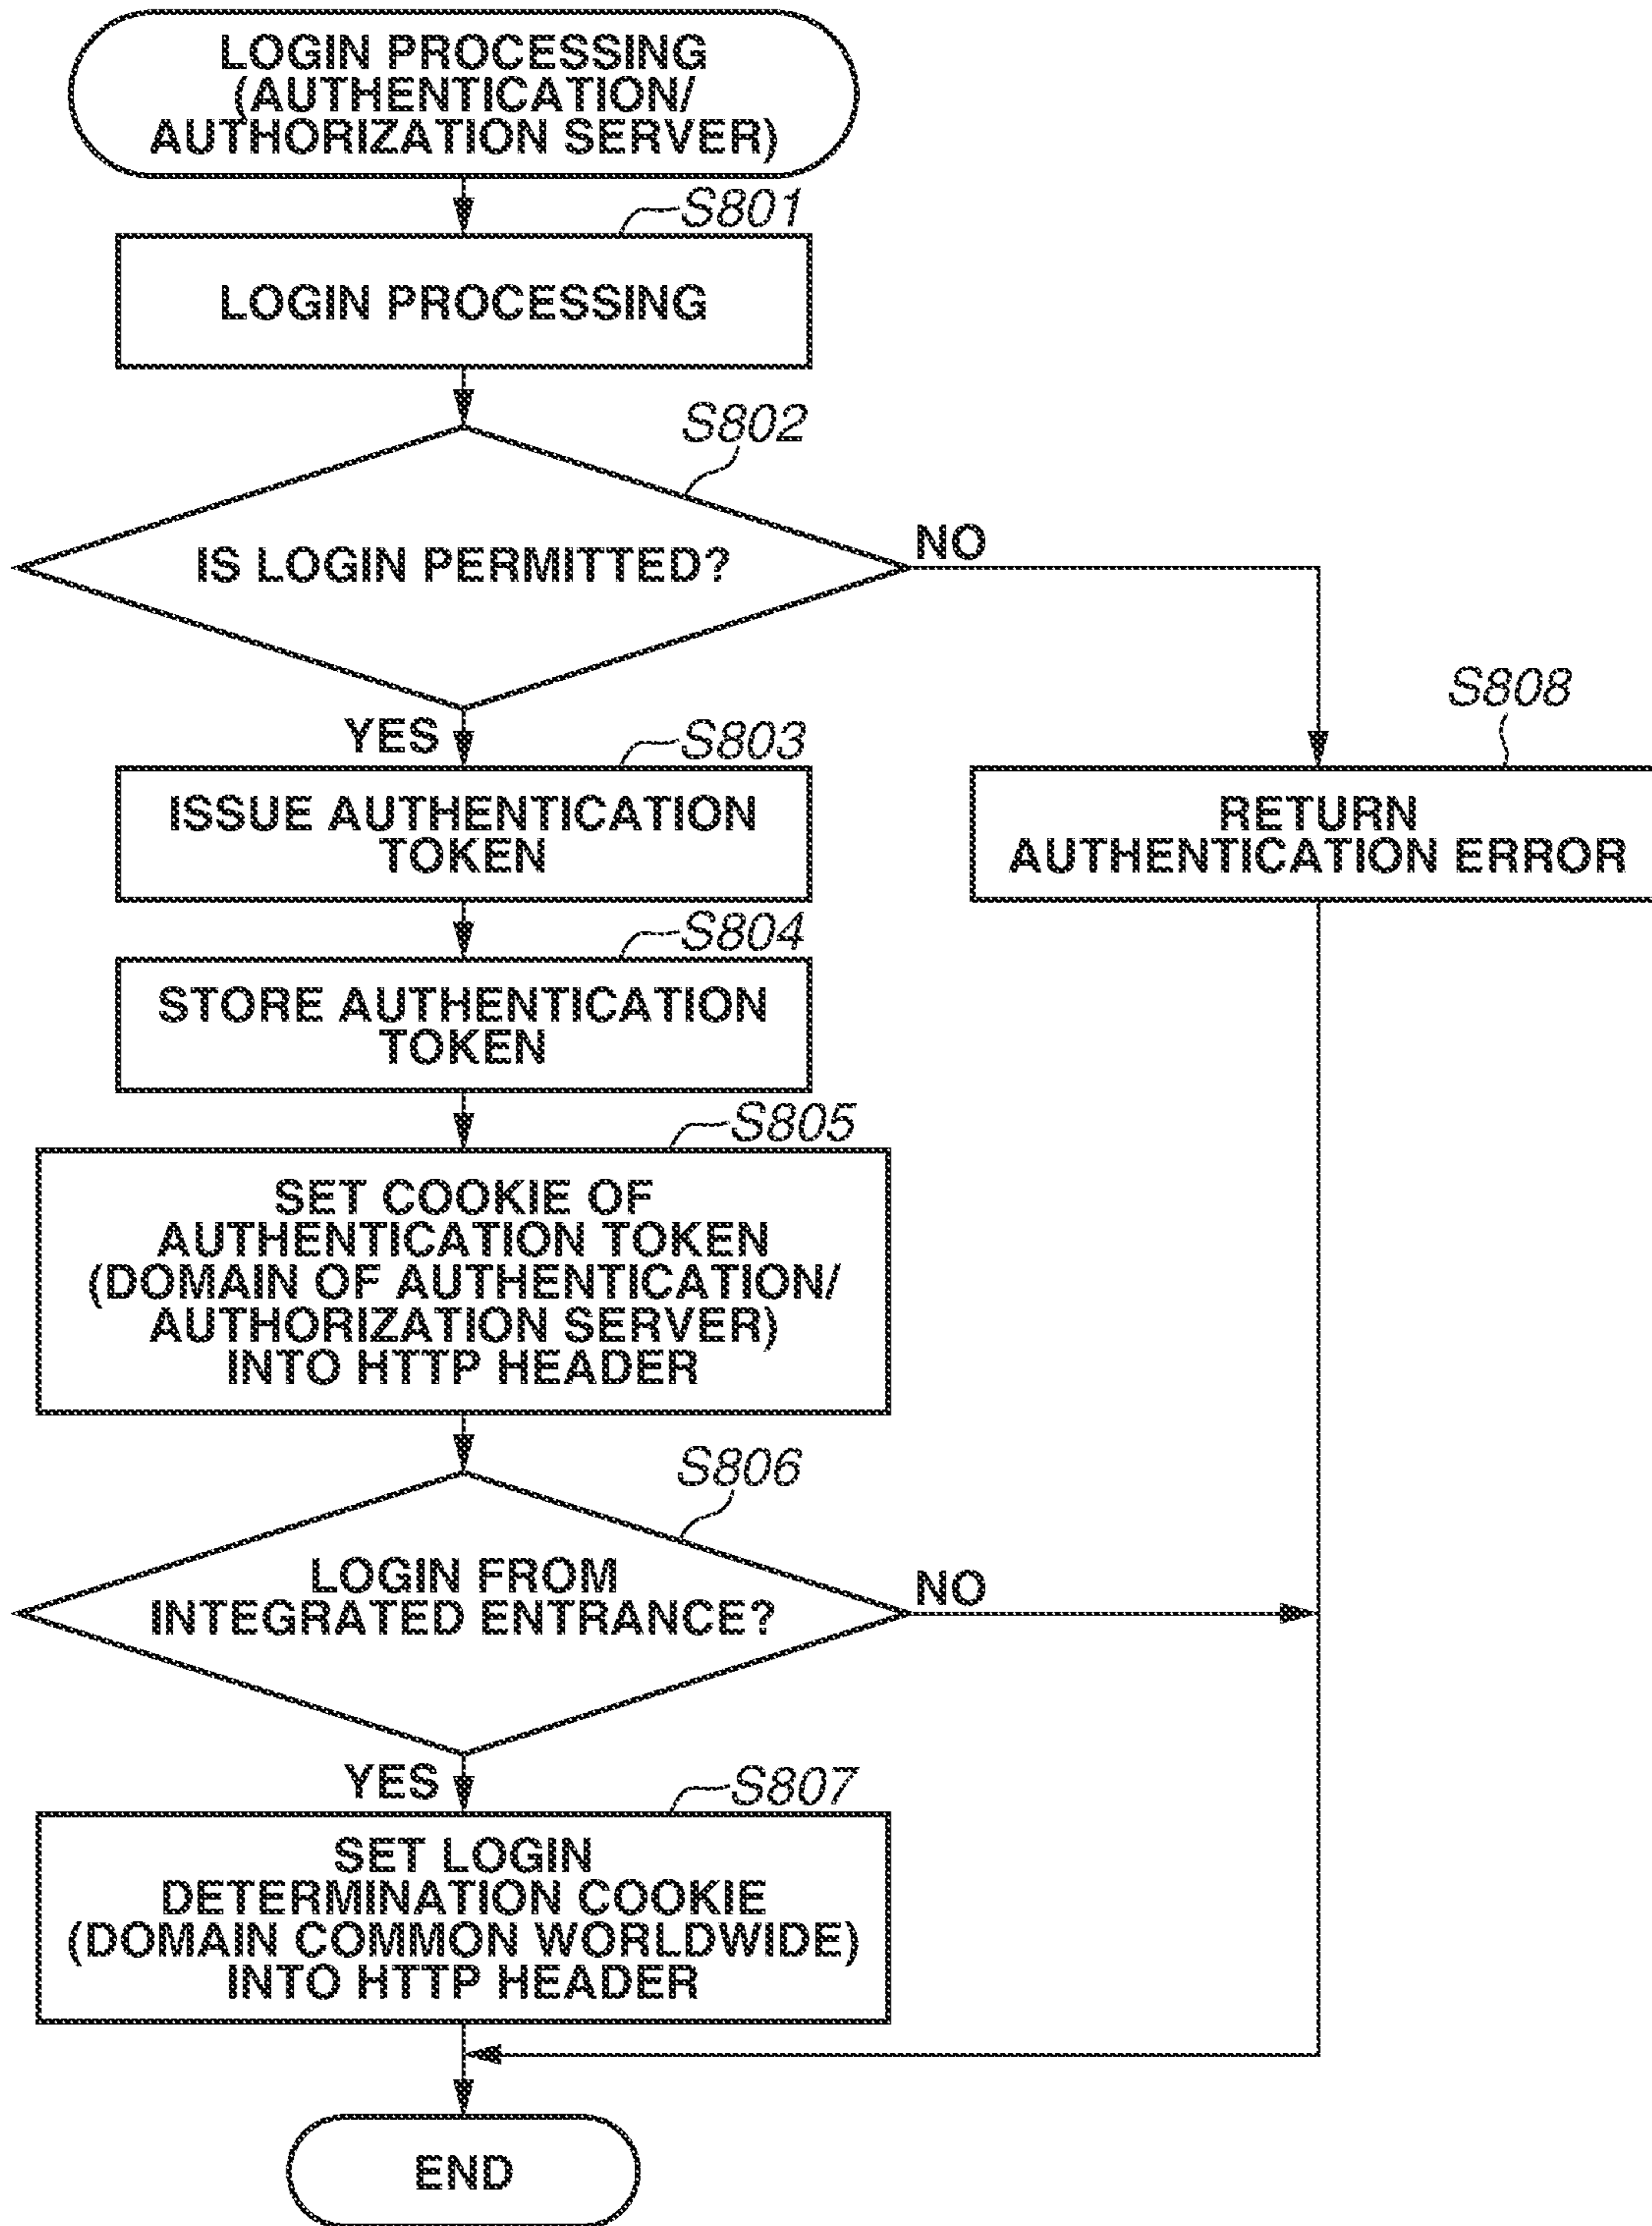 LOGIN PROCESSING
(AUTHENTICATION/
AUTHORIZATION SERVER)
S801
LOGIN PROCESSING
S802
IS LOGIN PERMITTED?
NO
YES
S803
ISSUE AUTHENTICATION
TOKEN
S808
RETURN
AUTHENTICATION ERROR
S804
STORE AUTHENTICATION
TOKEN
S805
SET COOKIE OF
AUTHENTICATION TOKEN
(DOMAIN OF AUTHENTICATION/
AUTHORIZATION SERVER)
INTO HTTP HEADER
S806
LOGIN FROM
INTEGRATED ENTRANCE?
NO
YES
S807
SET LOGIN
DETERMINATION COOKIE
(DOMAIN COMMON WORLDWIDE)
INTO HTTP HEADER
END